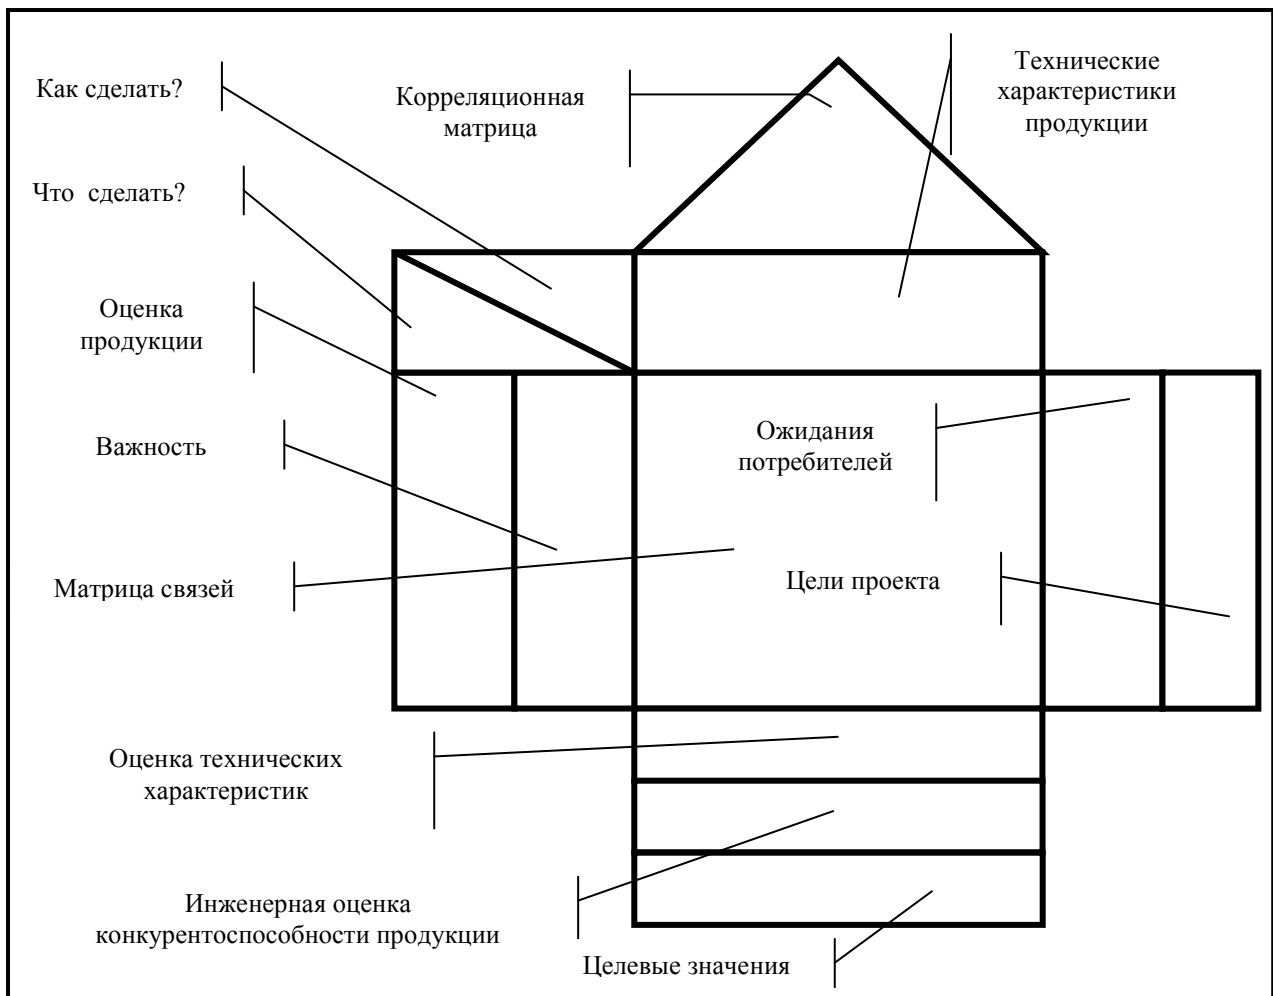 Как сделать?
Корреляционная
матрица
Технические
характеристики
продукции
Что сделать?
Оценка
продукции
Важность
Ожидания
потребителей
Матрица связей
Цели проекта
Оценка технических
характеристик
Инженерная оценка
конкурентоспособности продукции
Целевые значения